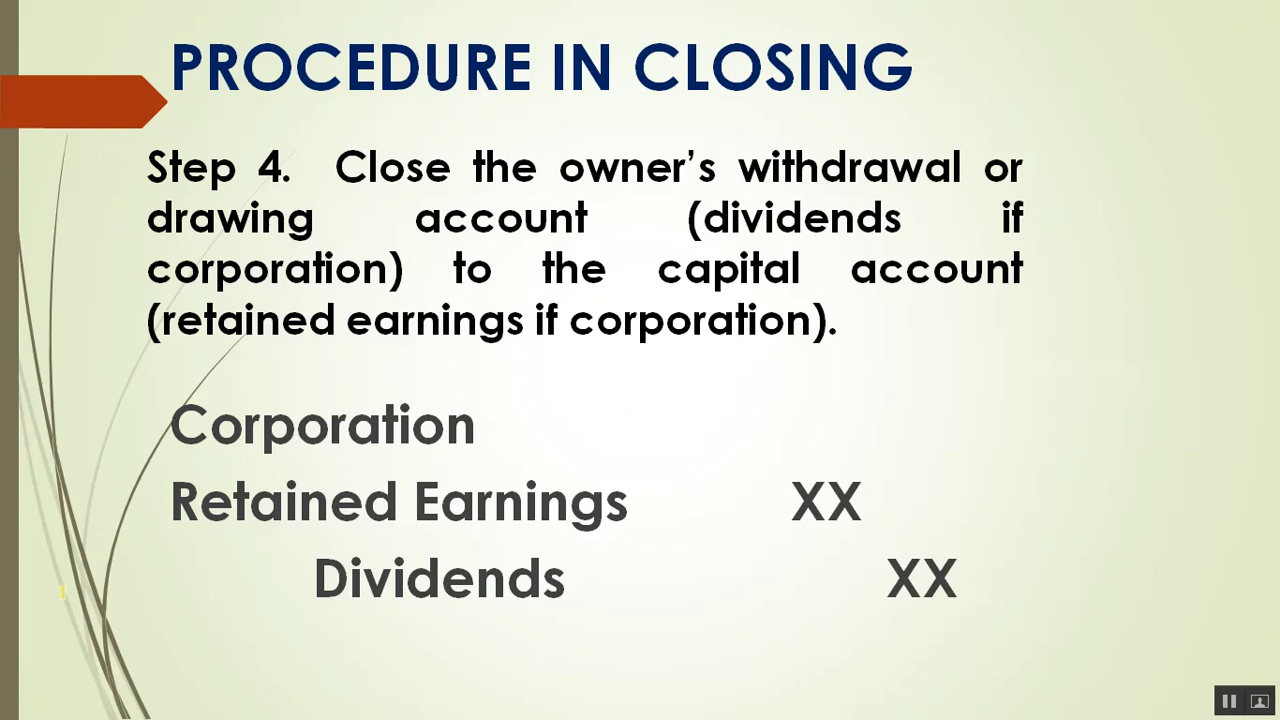 PROCEDURE IN CLOSING
Step 4. Close the owner’s withdrawal or
drawing account (dividends if
corporation) to the capital account
(retained earnings if corporation).
Corporation
Retained Earnings XX
Dividends XX